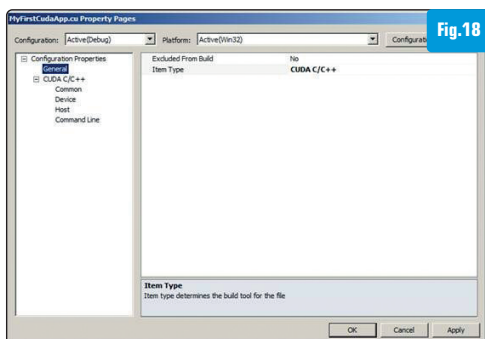 MyFirstCudaApp.cu Property Pages
Fig.18
Configuration: Active(Debug) Platform: Active(Win32) Configurati
Configuration Properties
General
CUDA C/C++
Common
Device
Host
Command Line
Excluded From Build No
Item Type CUDA C/C++
Item Type
Item type determines the build tool for the file
OK Cancel Apply